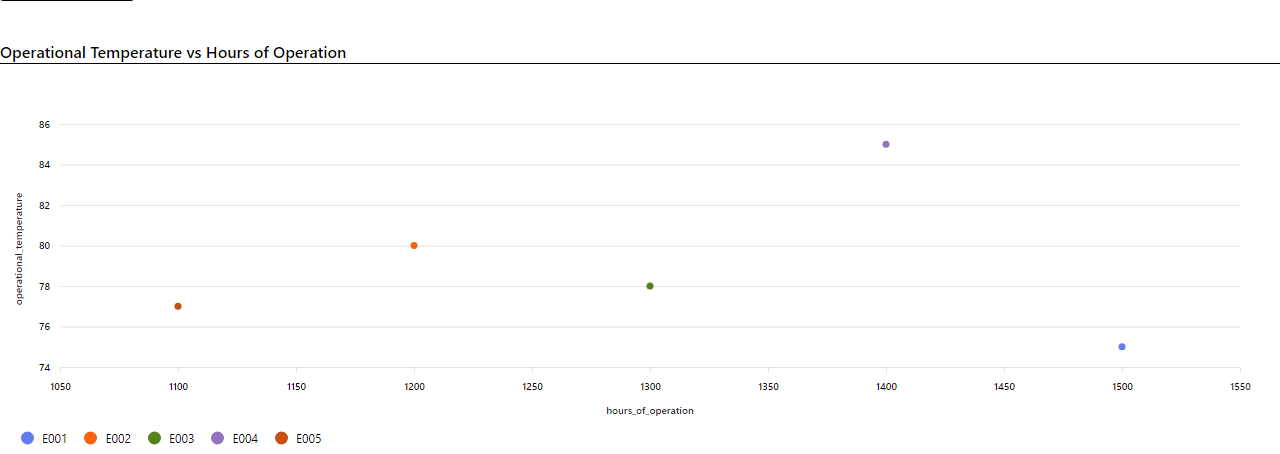 Operational Temperature vs Hours of Operation
86
84
82
80
78
76
74
operational_temperature
1050 1100 1150 1200 1250 1300 1350 1400 1450 1500 1550
hours_of_operation
E001 E002 E003 E004 E005